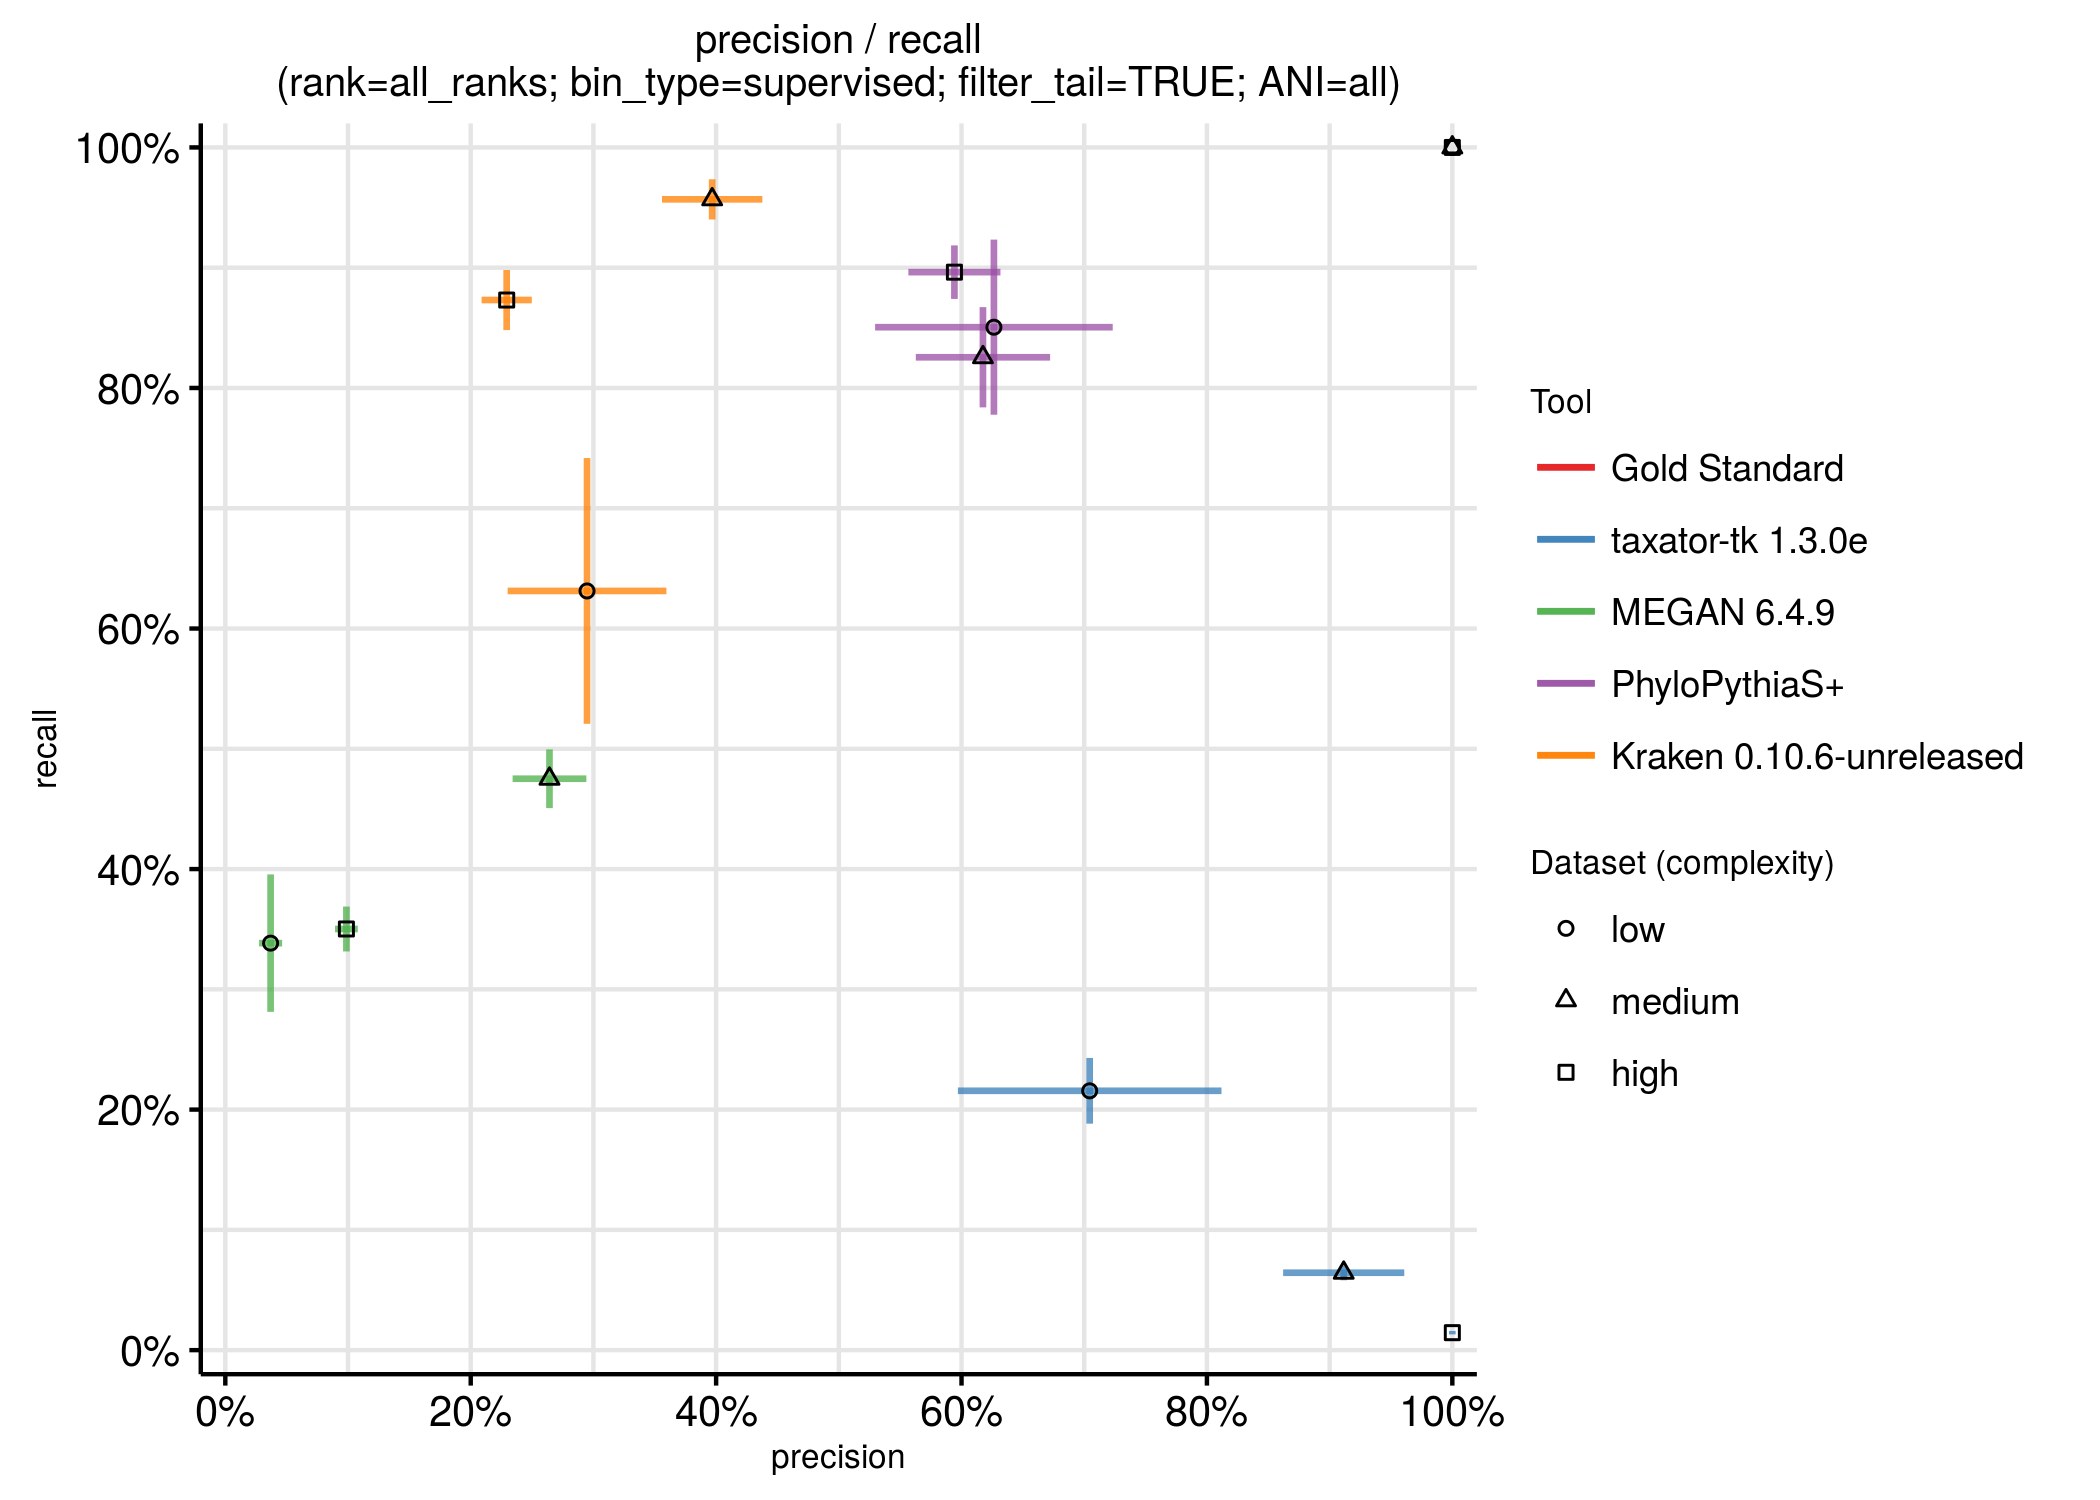 precision / recall
(rank=all_ranks; bin_type=supervised; filter_tail=TRUE; ANI=all)
100%
80%
60%
40%
20%
0%
recall
0%
20%
40%
60%
80%
100%
precision
Tool
Gold Standard
taxator-tk 1.3.0e
MEGAN 6.4.9
PhyloPythiaS+
Kraken 0.10.6-unreleased
Dataset (complexity)
low
medium
high